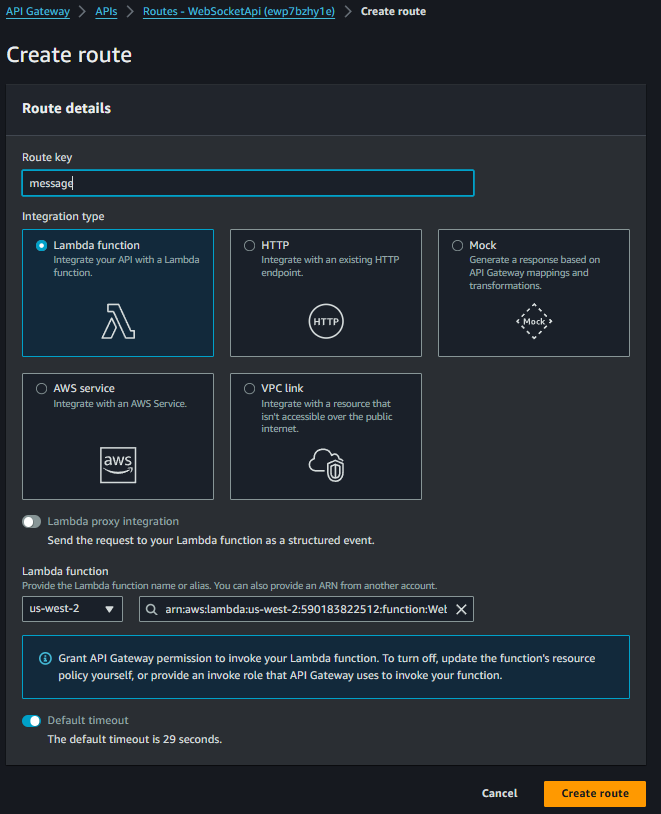 API Gateway > APIs > Routes - WebSocketApi (ewp7bzhy1e) > Create route
Create route
Route details
Route key
message
Integration type
Lambda function
Integrate your API with a Lambda
function.
HTTP
Integrate with an existing HTTP
endpoint.
HTTP
Mock
Generate a response based on
API Gateway mappings and
transformations.
Mock
AWS service
Integrate with an AWS Service.
aws
VPC link
Integrate with a resource that
isn't accessible over the public
internet.
Lambda proxy integration
Send the request to your Lambda function as a structured event.
Lambda function
Provide the Lambda function name or alias. You can also provide an ARN from another account.
us-west-2
arn:aws:lambda:us-west-2:590183822512:function:Wel
Grant API Gateway permission to invoke your Lambda function. To turn off, update the function's resource
policy yourself, or provide an invoke role that API Gateway uses to invoke your function.
Default timeout
The default timeout is 29 seconds.
Cancel
Create route